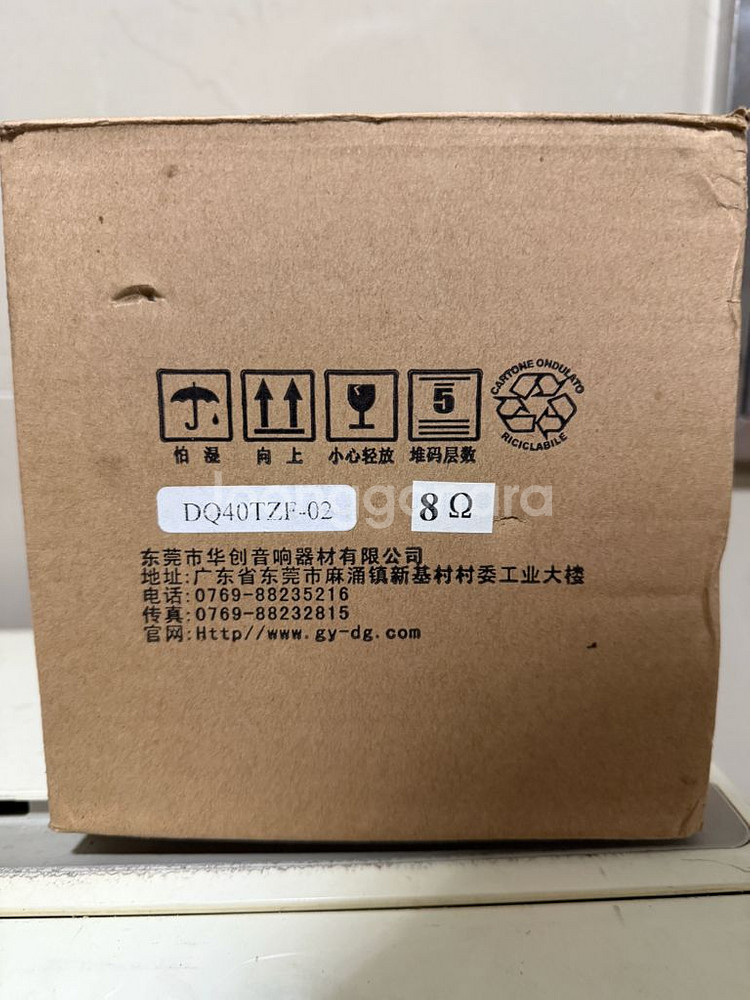 5
CARTONE ONDULATO
RICICLABILE
怕湿 向上 小心轻放 堆码层数
DQ40TZF-02 8Ω
东莞市华创音响器材有限公司
地址:广东省东莞市麻涌镇新基村村委工业大楼
电话:0769-88235216
传真:0769-88232815
官网:Http//www.gy-dg.com